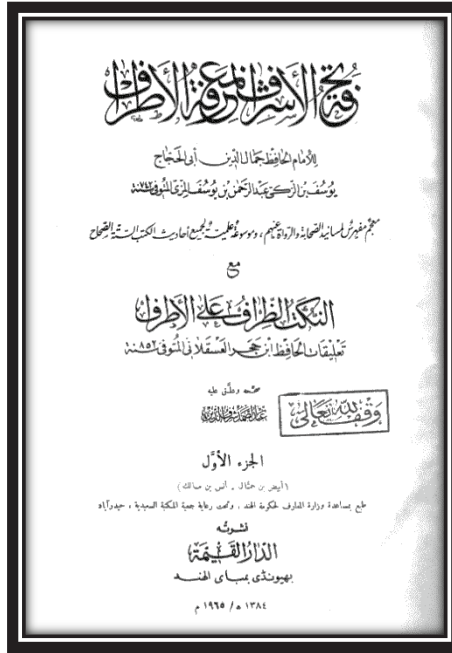 تحفة الأشراف بمعرفة الأطراف
للإمام الحافظ جمال الدين أبي الحجاج
يوسف بن الزكي عبد الرحمن بن يوسف المزي المتوفى سنة ٧٤٢
معجم مفهرس لمسانيد الصحابة والرواة عنهم، وموسوعة علمية لجميع أحاديث الكتب الستة الصحاح
مع
النكت الظراف على الأطراف
تعليقات الحافظ ابن حجر العسقلاني المتوفى سنة ٨٥٢
صححه وعلق عليه
عبد الصمد شرف الدين
وقف لله تعالى
الجزء الأول
(أبيض بن حمال ـ أنس بن مالك)
طبع بمساعدة وزارة المعارف لحكومة الهند ، وتحت رعاية جمعية المكتبة السعيدية ، حيدرآباد
نشرته
الدار القيمة
بهيوندي بمباي الهند
١٣٨٤ ه / ١٩٦٥ م